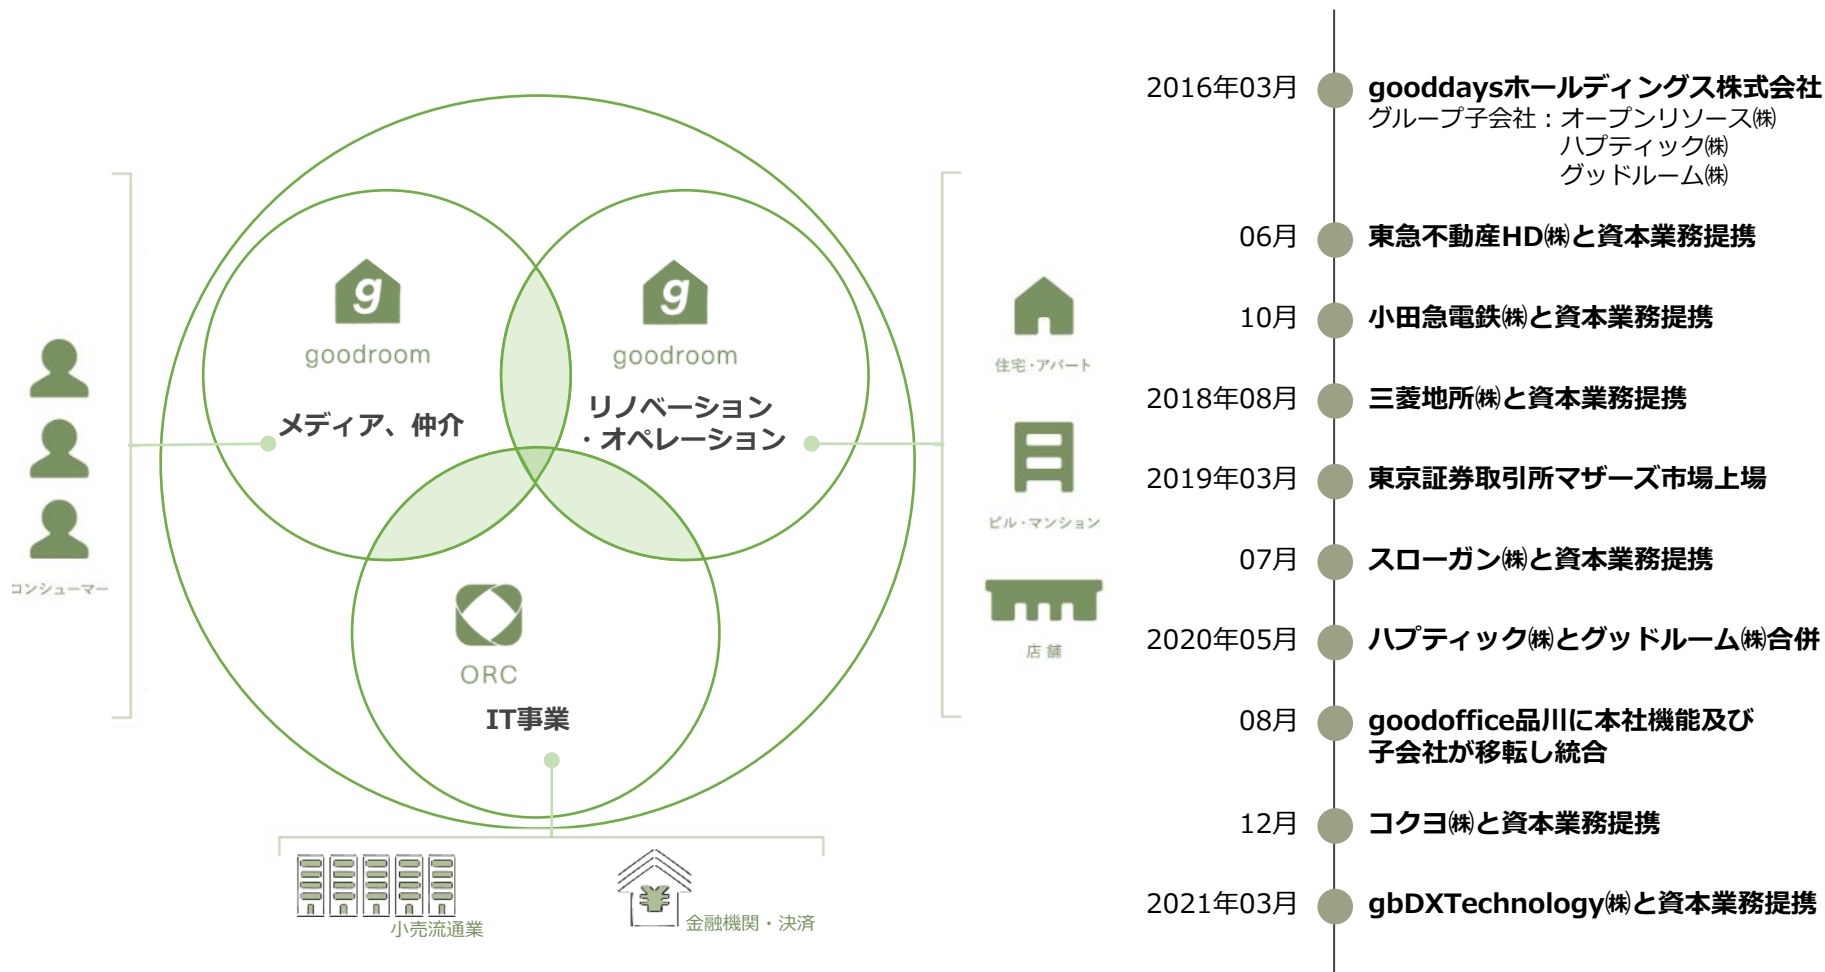 goodroom
メディア、仲介
goodroom
リノベーション
・オペレーション
ORC
IT事業
コンシューマー
住宅・アパート
ビル・マンション
店舗
小売流通業
金融機関・決済
2016年03月 gooddaysホールディングス株式会社
グループ子会社：オープンリソース㈱
ハプティック㈱
グッドルーム㈱
06月 東急不動産HD㈱と資本業務提携
10月 小田急電鉄㈱と資本業務提携
2018年08月 三菱地所㈱と資本業務提携
2019年03月 東京証券取引所マザーズ市場上場
07月 スローガン㈱と資本業務提携
2020年05月 ハプティック㈱とグッドルーム㈱合併
08月 goodoffice品川に本社機能及び
子会社が移転し統合
12月 コクヨ㈱と資本業務提携
2021年03月 gbDXTechnology㈱と資本業務提携